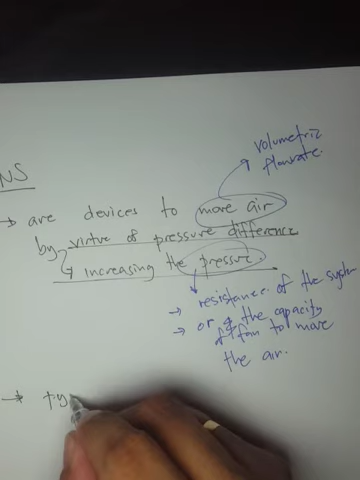 NS
volumetric
flowrate.
→ are devices to move air
by virtue of pressure difference
↳ increasing the pressure.
→ resistance of the system
→ or the capacity
of fan to move
the air.
→ ty